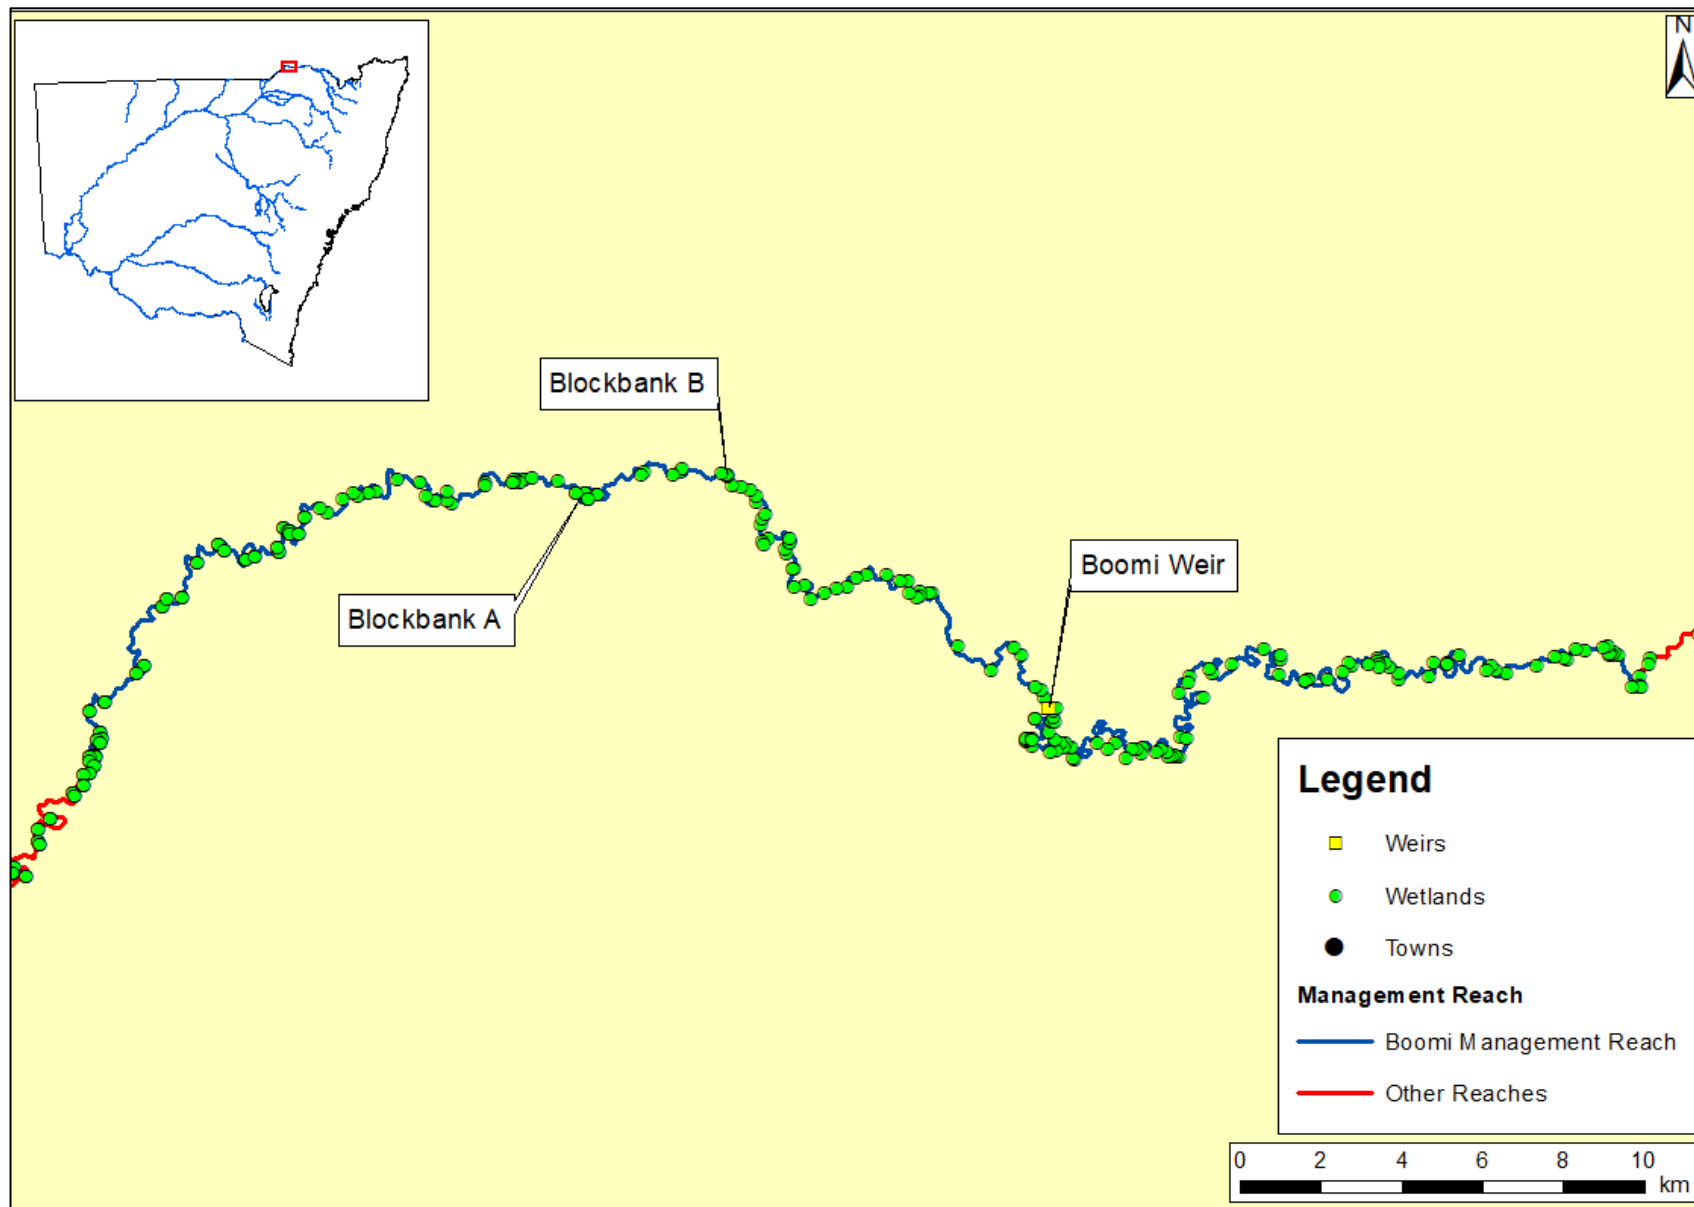 N
Blockbank B
Boomi Weir
Blockbank A
Legend
Weirs
Wetlands
Towns
Management Reach
Boomi Management Reach
Other Reaches
0 2 4 6 8 10
km